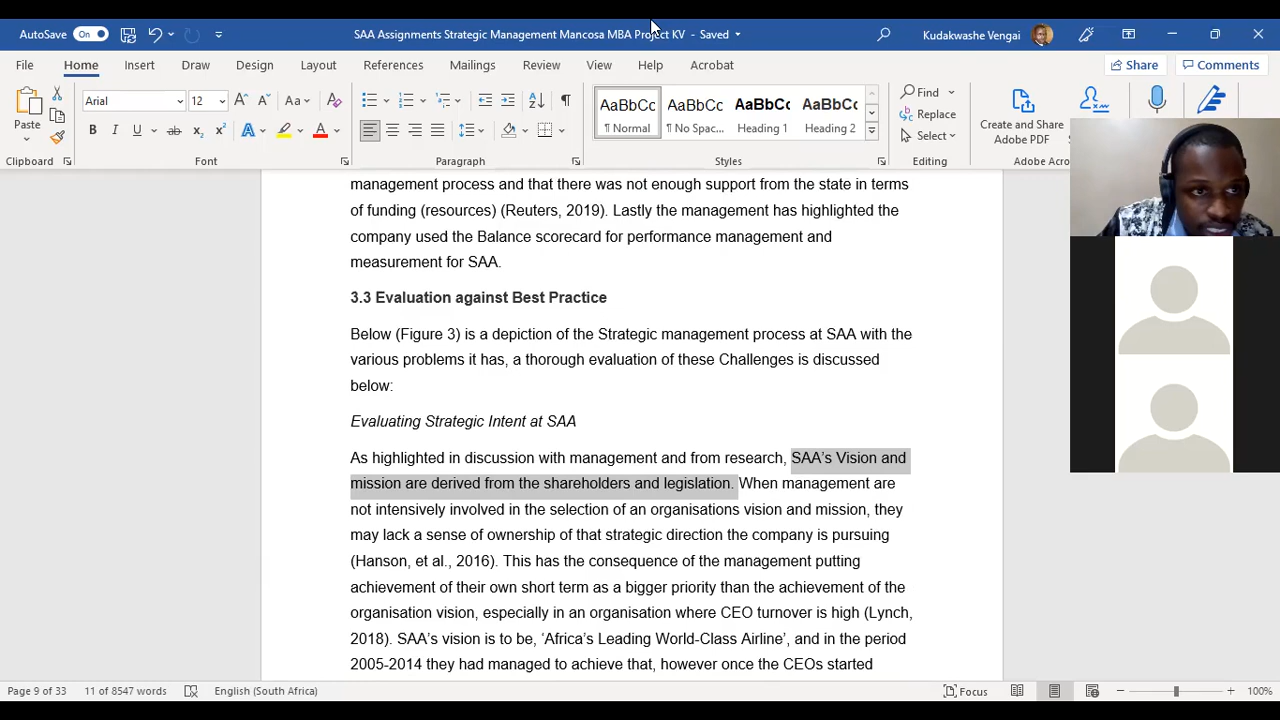 AutoSave On SAA Assignments Strategic Management Mancosa MBA Project KV - Saved Kudakwashe Vengai
File Home Insert Draw Design Layout References Mailings Review View Help Acrobat Share Comments
Arial 12 AaBbCc AaBbCc AaBbCc AaBbCc Find
Paste ¶ Normal ¶ No Spac... Heading 1 Heading 2 Replace Create and Share
Select Adobe PDF
Clipboard Font Paragraph Styles Editing Adobe Acro
management process and that there was not enough support from the state in terms
of funding (resources) (Reuters, 2019). Lastly the management has highlighted the
company used the Balance scorecard for performance management and
measurement for SAA.
3.3 Evaluation against Best Practice
Below (Figure 3) is a depiction of the Strategic management process at SAA with the
various problems it has, a thorough evaluation of these Challenges is discussed
below:
Evaluating Strategic Intent at SAA
As highlighted in discussion with management and from research, SAA's Vision and
mission are derived from the shareholders and legislation. When management are
not intensively involved in the selection of an organisations vision and mission, they
may lack a sense of ownership of that strategic direction the company is pursuing
(Hanson, et al., 2016). This has the consequence of the management putting
achievement of their own short term as a bigger priority than the achievement of the
organisation vision, especially in an organisation where CEO turnover is high (Lynch,
2018). SAA's vision is to be, 'Africa's Leading World-Class Airline', and in the period
2005-2014 they had managed to achieve that, however once the CEOs started
Page 9 of 33 11 of 8547 words English (South Africa) Focus 100%